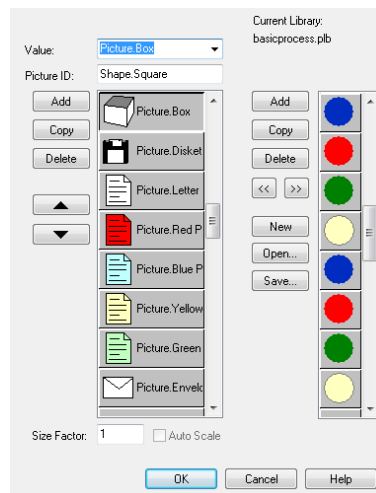 Current Library:
basicprocess.plb
Value: Picture.Box
Picture ID: Shape.Square
Add
Copy
Delete
Picture.Box
Picture.Disket
Picture.Letter
Picture.Red P
Picture.Blue P
Picture.Yellow
Picture.Green
Picture.Envelo
Add
Copy
Delete
<< >>
New
Open...
Save...
Size Factor: 1 Auto Scale
OK Cancel Help